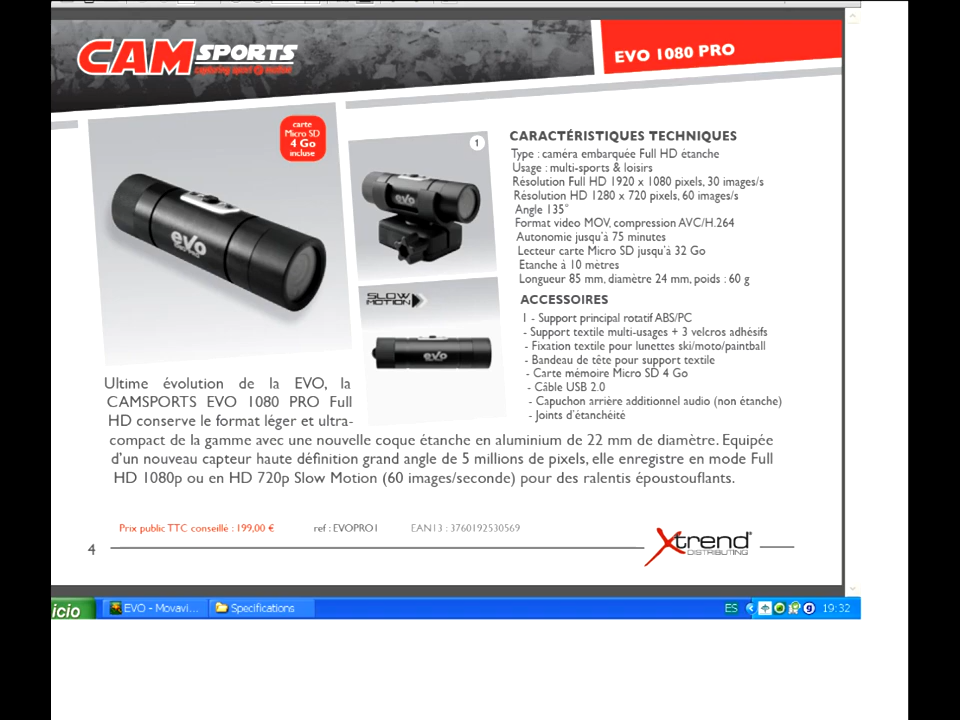 CAMSPORTS
EVO 1080 PRO
carte
Micro SD
4 Go
incluse
evo
1
evo
SLOW
MOTION
evo
CARACTÉRISTIQUES TECHNIQUES
Type : caméra embarquée Full HD étanche
Usage : multi-sports & loisirs
Résolution Full HD 1920 x 1080 pixels, 30 images/s
Résolution HD 1280 x 720 pixels, 60 images/s
Angle 135°
Format video MOV, compression AVC/H.264
Autonomie jusqu'à 75 minutes
Lecteur carte Micro SD jusqu'à 32 Go
Etanche à 10 mètres
Longueur 85 mm, diamètre 24 mm, poids : 60 g
ACCESSOIRES
1 - Support principal rotatif ABS/PC
- Support textile multi-usages + 3 velcros adhésifs
- Fixation textile pour lunettes ski/moto/paintball
- Bandeau de tête pour support textile
- Carte mémoire Micro SD 4 Go
- Câble USB 2.0
- Capuchon arrière additionnel audio (non étanche)
- Joints d'étanchéité
Ultime évolution de la EVO, la
CAMSPORTS EVO 1080 PRO Full
HD conserve le format léger et ultra-
compact de la gamme avec une nouvelle coque étanche en aluminium de 22 mm de diamètre. Equipée
d'un nouveau capteur haute définition grand angle de 5 millions de pixels, elle enregistre en mode Full
HD 1080p ou en HD 720p Slow Motion (60 images/seconde) pour des ralentis époustouflants.
Prix public TTC conseillé : 199,00 € ref : EVOPRO1 EAN13 : 3760192530569
4
Xtrend
DISTRIBUTING
icio EVO - Movavi... Specifications ES 19:32